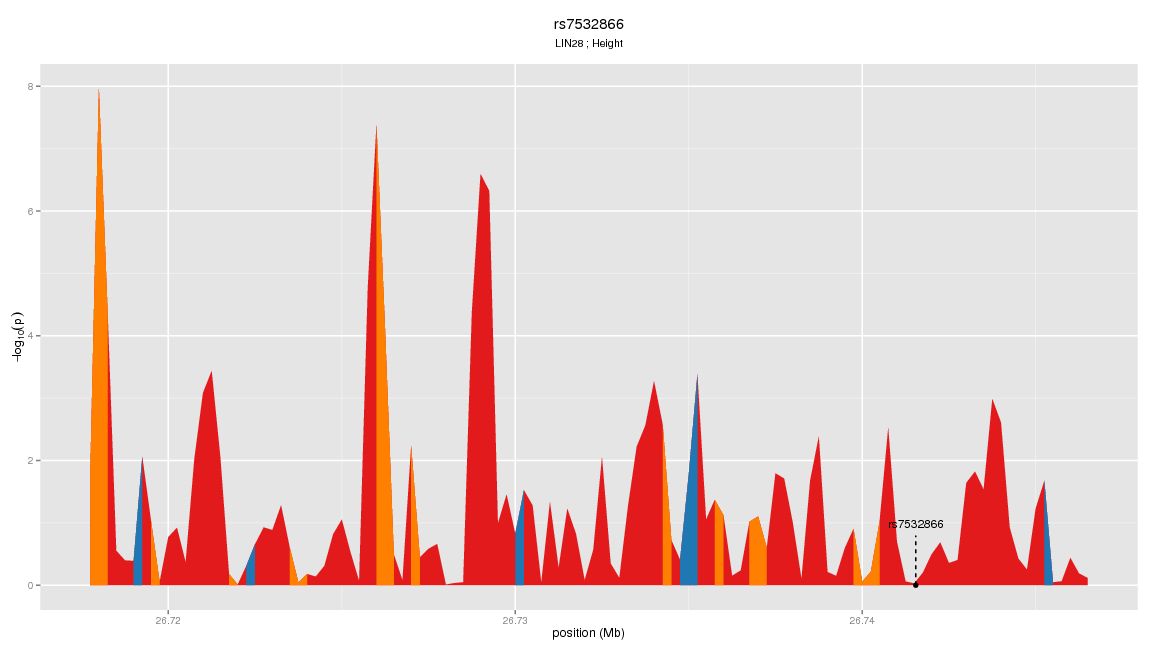 rs7532866
LIN28 ; Height
8
6
4
2
0
−log10(p)
rs7532866
26.72 26.73 26.74
position (Mb)